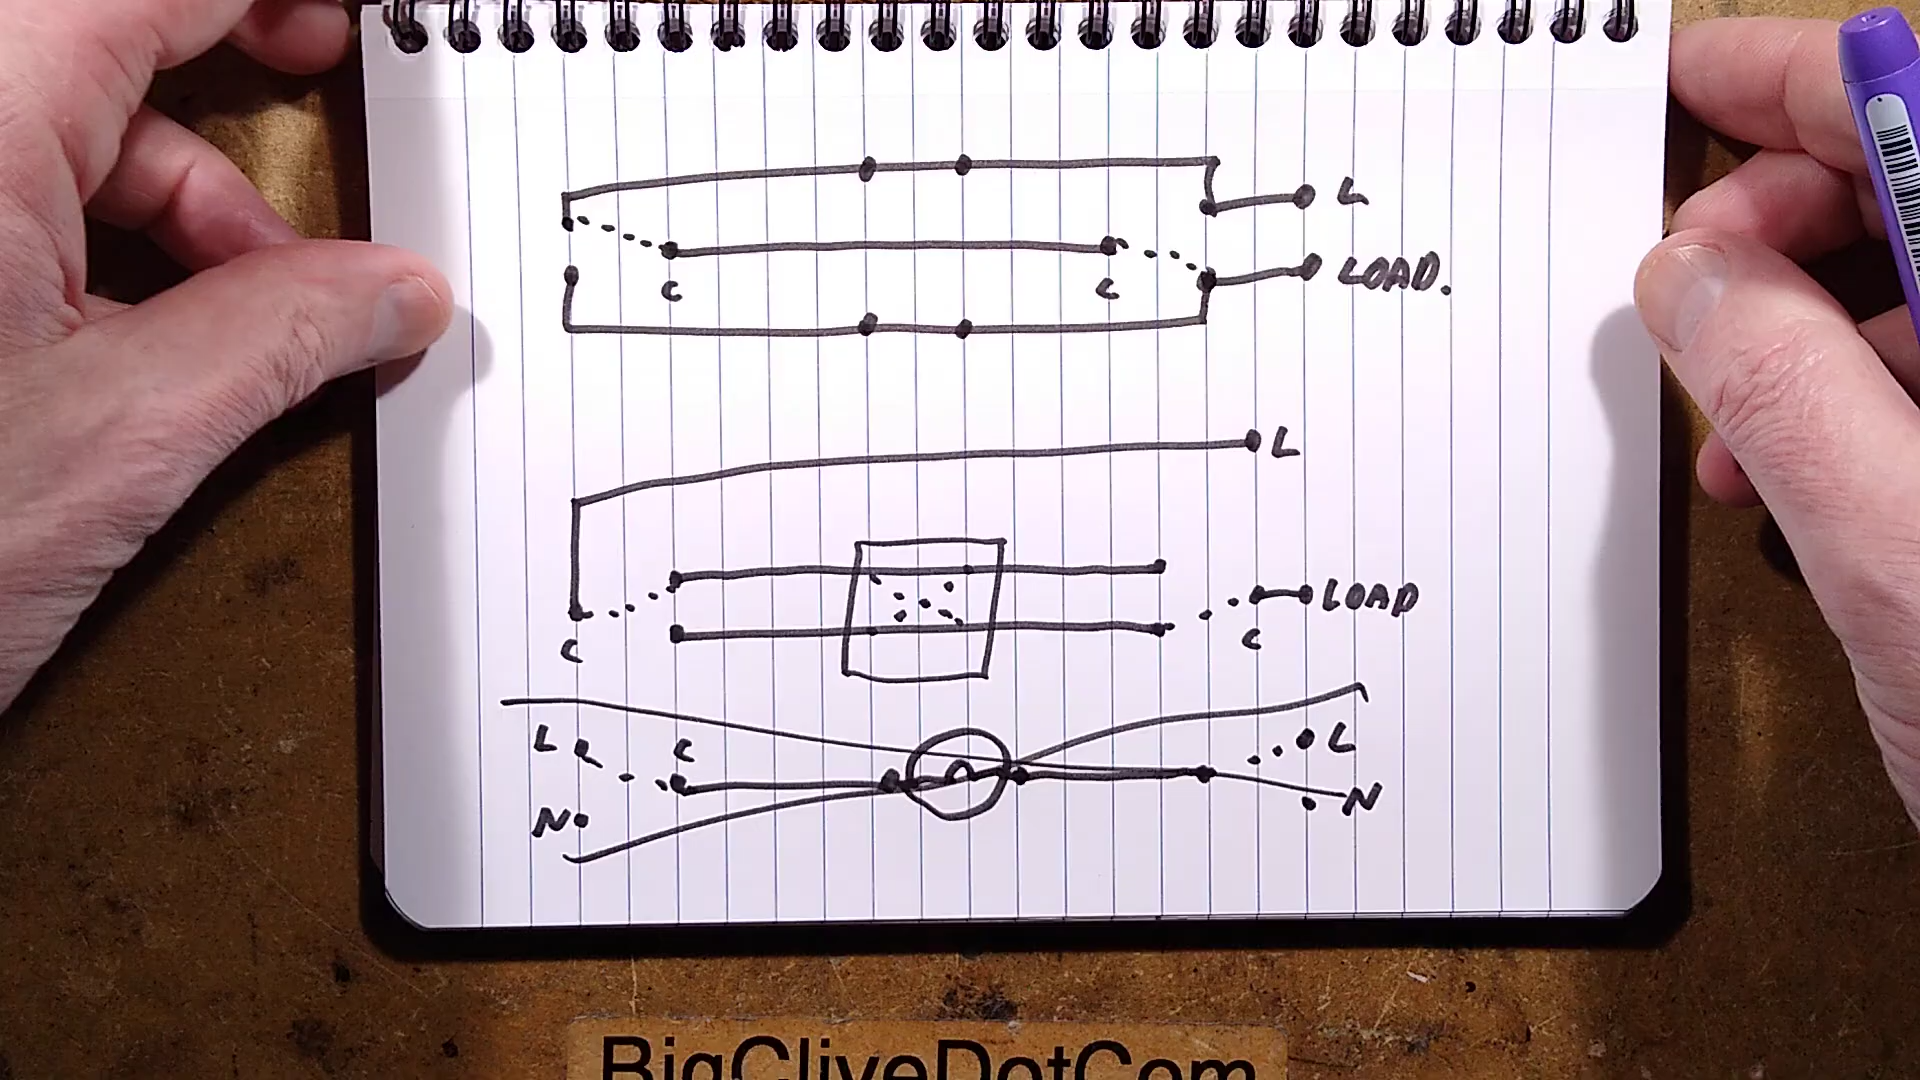 L
C C LOAD.
L
LOAD
C C
L C L
N N
BigCliveDotCom